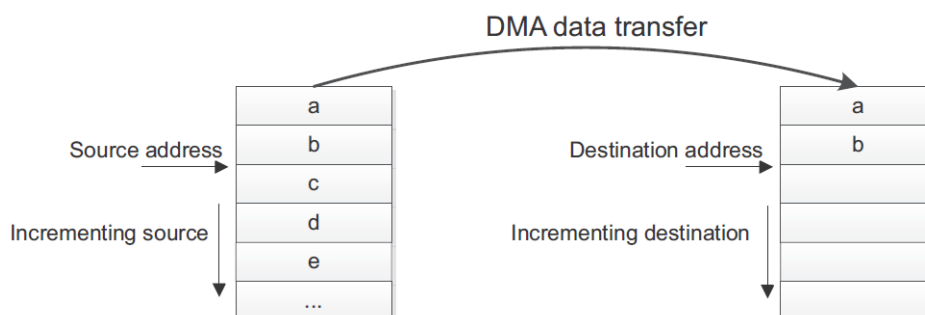 DMA data transfer
a
b
c
d
e
...
Source address
Incrementing source
a
b
Destination address
Incrementing destination